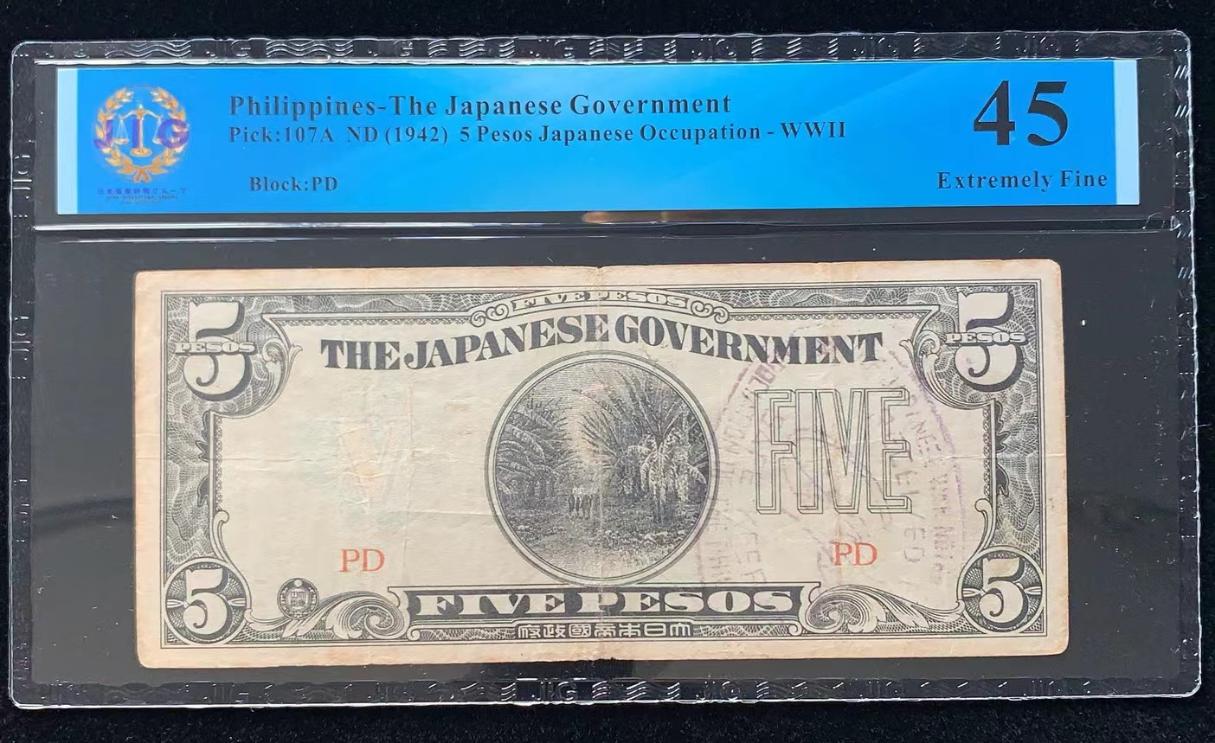 JIG
Philippines-The Japanese Government
Pick:107A ND (1942) 5 Pesos Japanese Occupation - WWII
Block:PD
45
Extremely Fine
5
PESOS
FIVE PESOS
5
PESOS
THE JAPANESE GOVERNMENT
FIVE
PD
PD
5
FIVE PESOS
5
府政國帝本日大